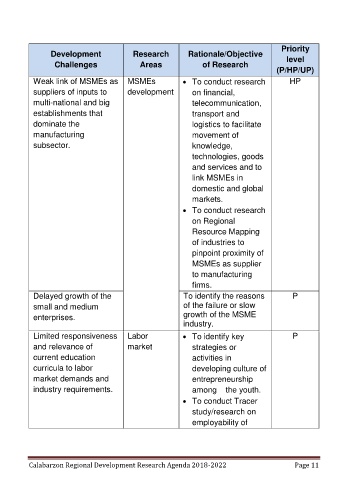 Development Challenges
Research Areas
Rationale/Objective of Research
Priority level (P/HP/UP)
Weak link of MSMEs as
suppliers of inputs to
multi-national and big
establishments that
dominate the
manufacturing
subsector.
MSMEs
development
• To conduct research
on financial,
telecommunication,
transport and
logistics to facilitate
movement of
knowledge,
technologies, goods
and services and to
link MSMEs in
domestic and global
markets.
• To conduct research
on Regional
Resource Mapping
of industries to
pinpoint proximity of
MSMEs as supplier
to manufacturing
firms.
HP
Delayed growth of the
small and medium
enterprises.
To identify the reasons
of the failure or slow
growth of the MSME
industry.
P
Limited responsiveness
and relevance of
current education
curricula to labor
market demands and
industry requirements.
Labor
market
• To identify key
strategies or
activities in
developing culture of
entrepreneurship
among the youth.
• To conduct Tracer
study/research on
employability of
P
Calabarzon Regional Development Research Agenda 2018-2022
Page 11